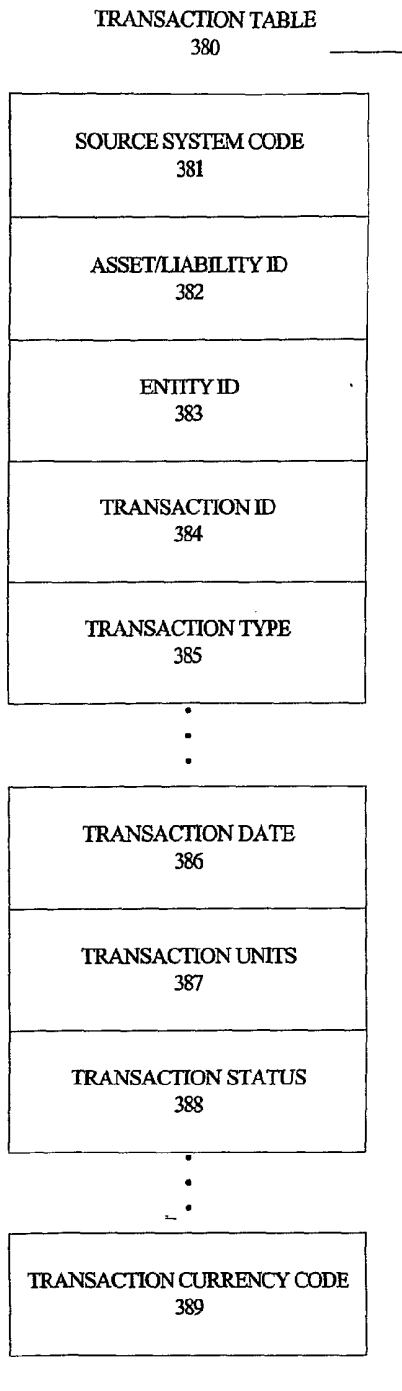 TRANSACTION TABLE
380
SOURCE SYSTEM CODE
381
ASSET/LIABILITY ID
382
ENTITY ID
383
TRANSACTION ID
384
TRANSACTION TYPE
385
TRANSACTION DATE
386
TRANSACTION UNITS
387
TRANSACTION STATUS
388
TRANSACTION CURRENCY CODE
389